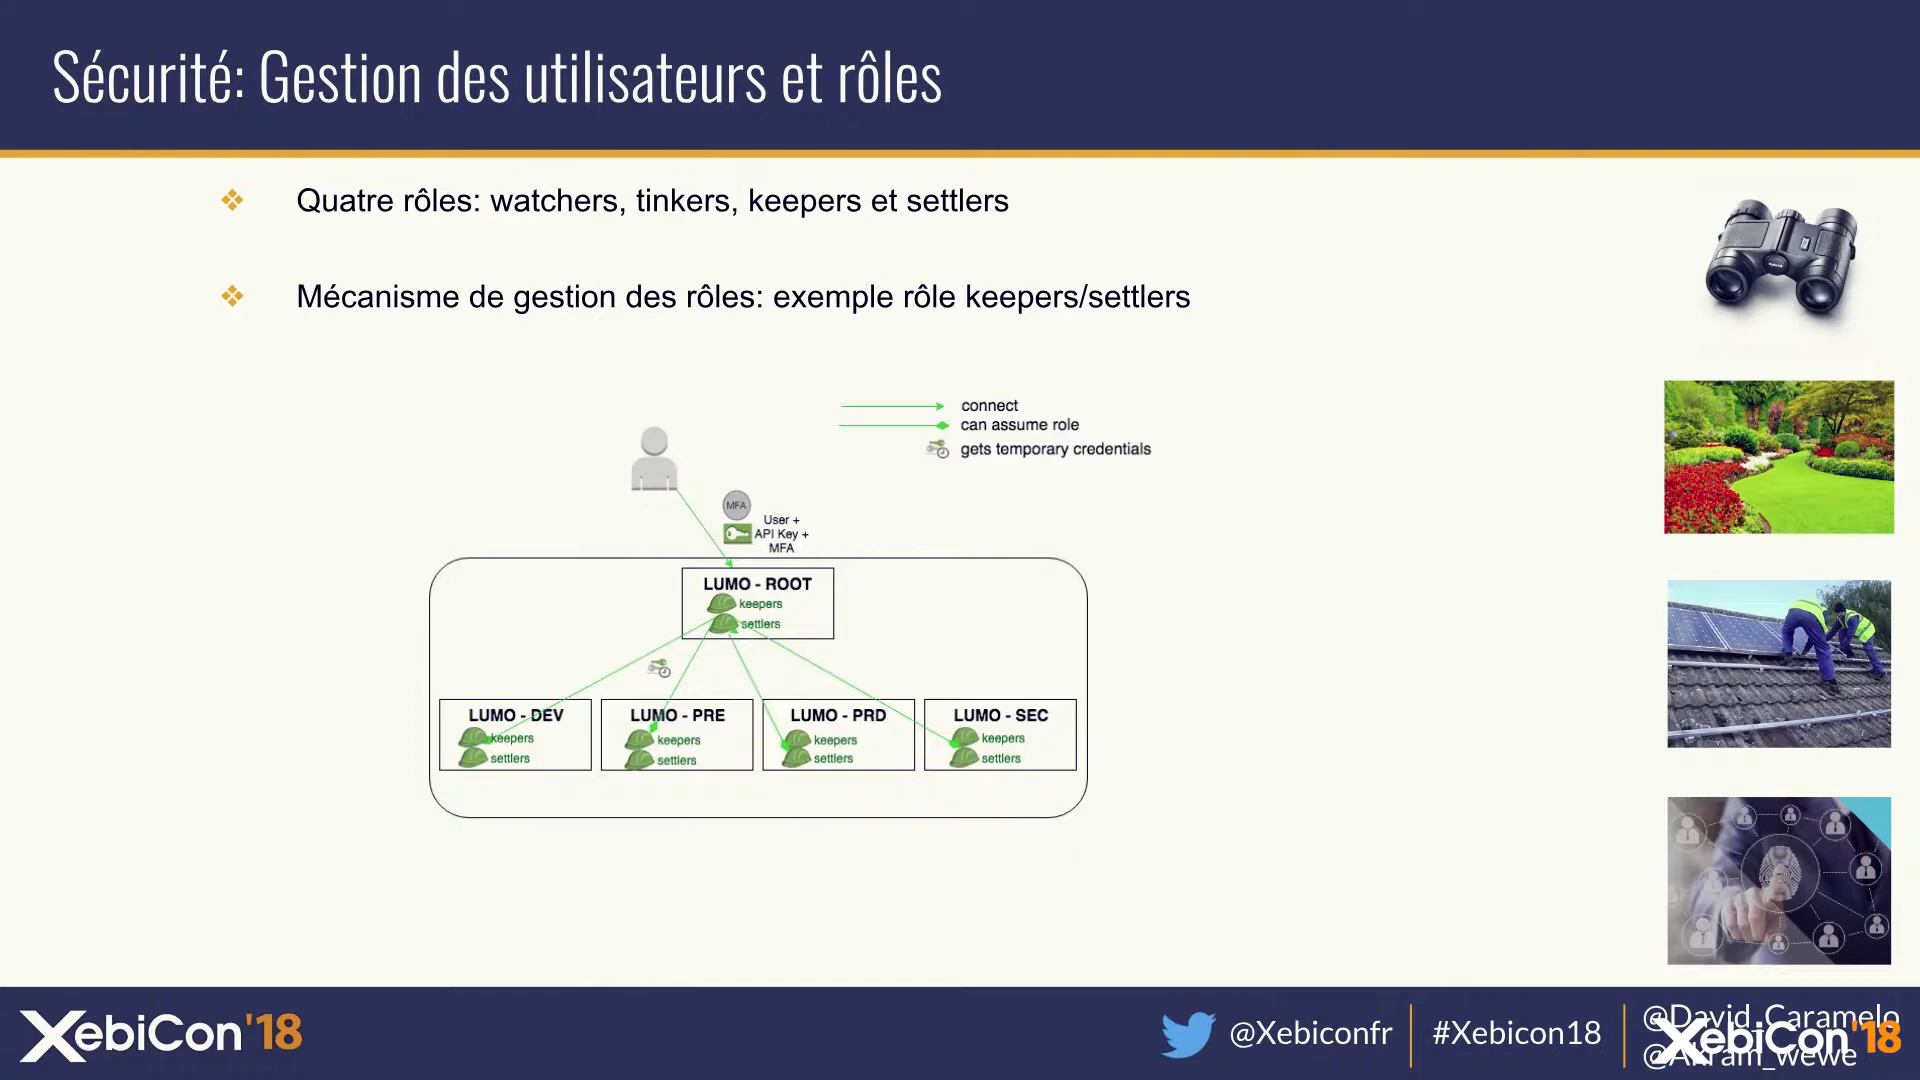 Sécurité: Gestion des utilisateurs et rôles
❖ Quatre rôles: watchers, tinkers, keepers et settlers
❖ Mécanisme de gestion des rôles: exemple rôle keepers/settlers
connect
can assume role
gets temporary credentials
MFA
User +
API Key +
MFA
LUMO - ROOT
keepers
settlers
LUMO - DEV
keepers
settlers
LUMO - PRE
keepers
settlers
LUMO - PRD
keepers
settlers
LUMO - SEC
keepers
settlers
XebiCon'18
@Xebiconfr
#Xebicon18
@David_Caramelo
@Akram_wewe
XebiCon'18